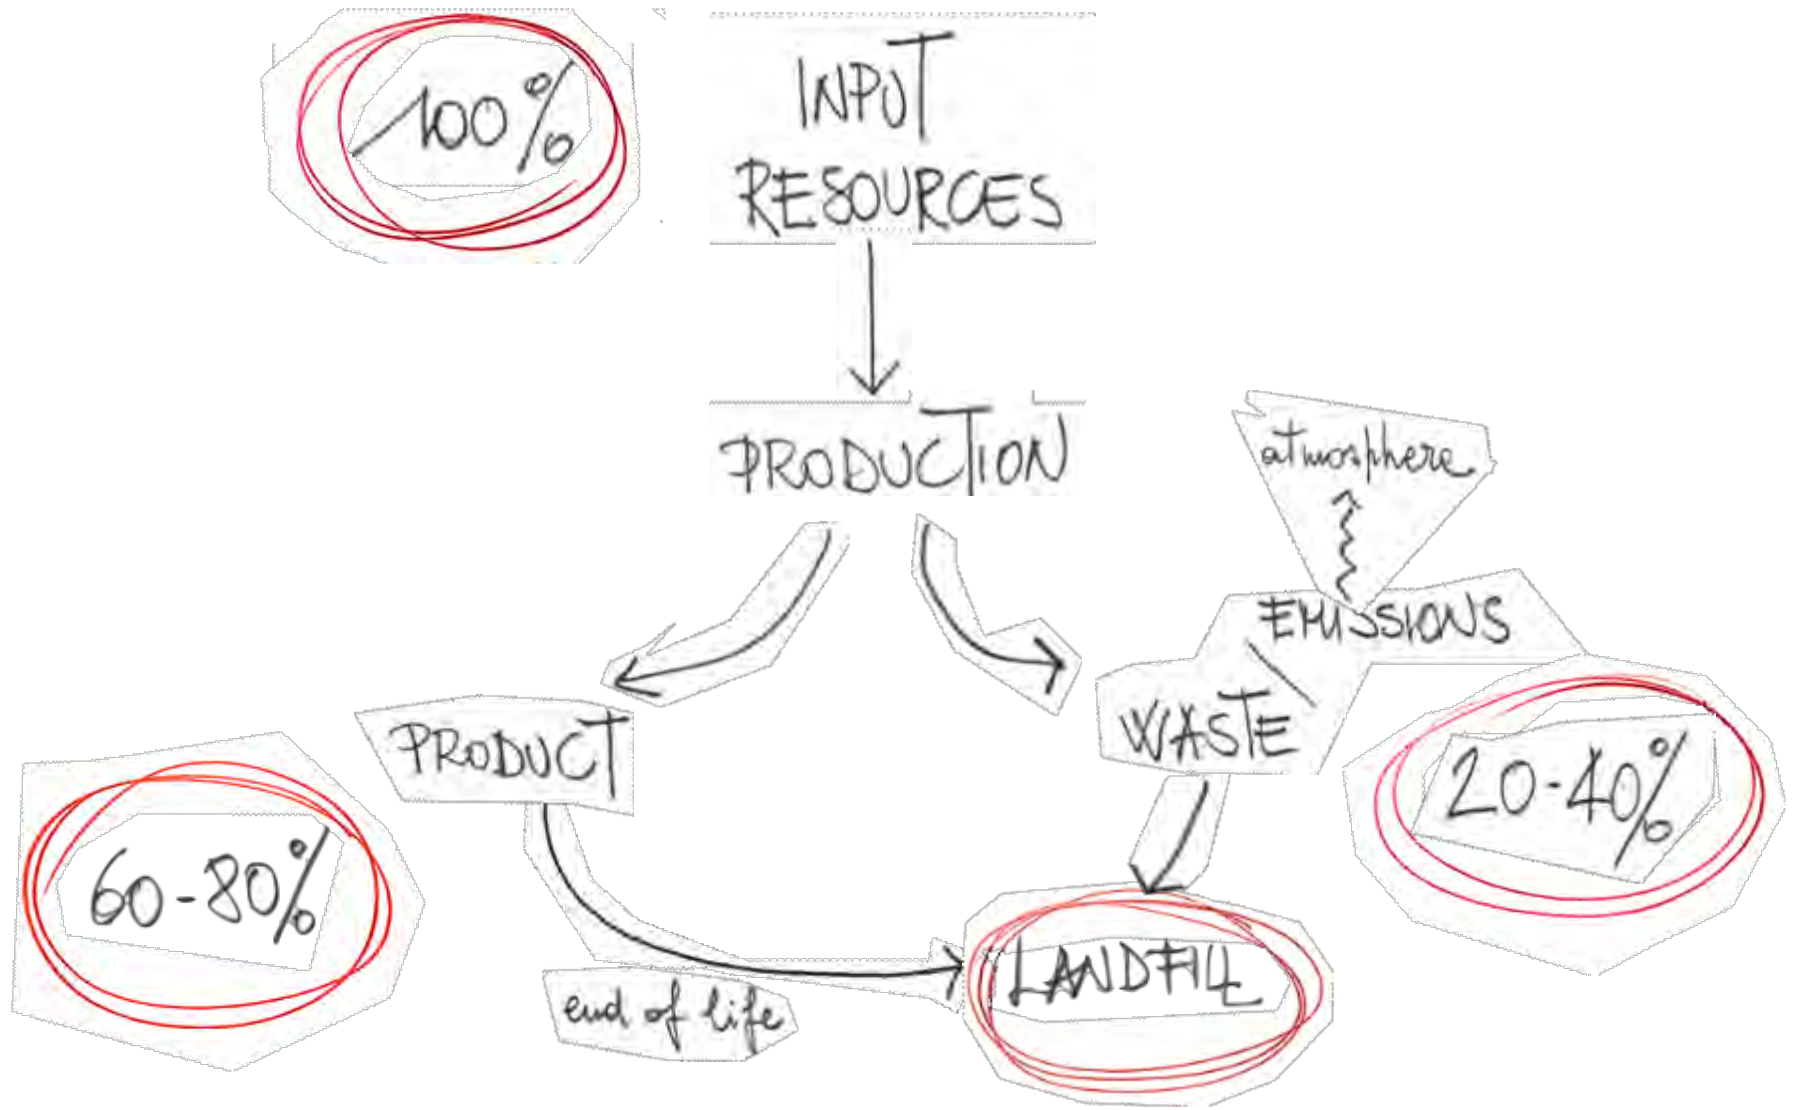 100%
INPUT
RESOURCES
PRODUCTION
atmosphere
EMISSIONS
WASTE
PRODUCT
20-40%
60-80%
LANDFILL
end of life